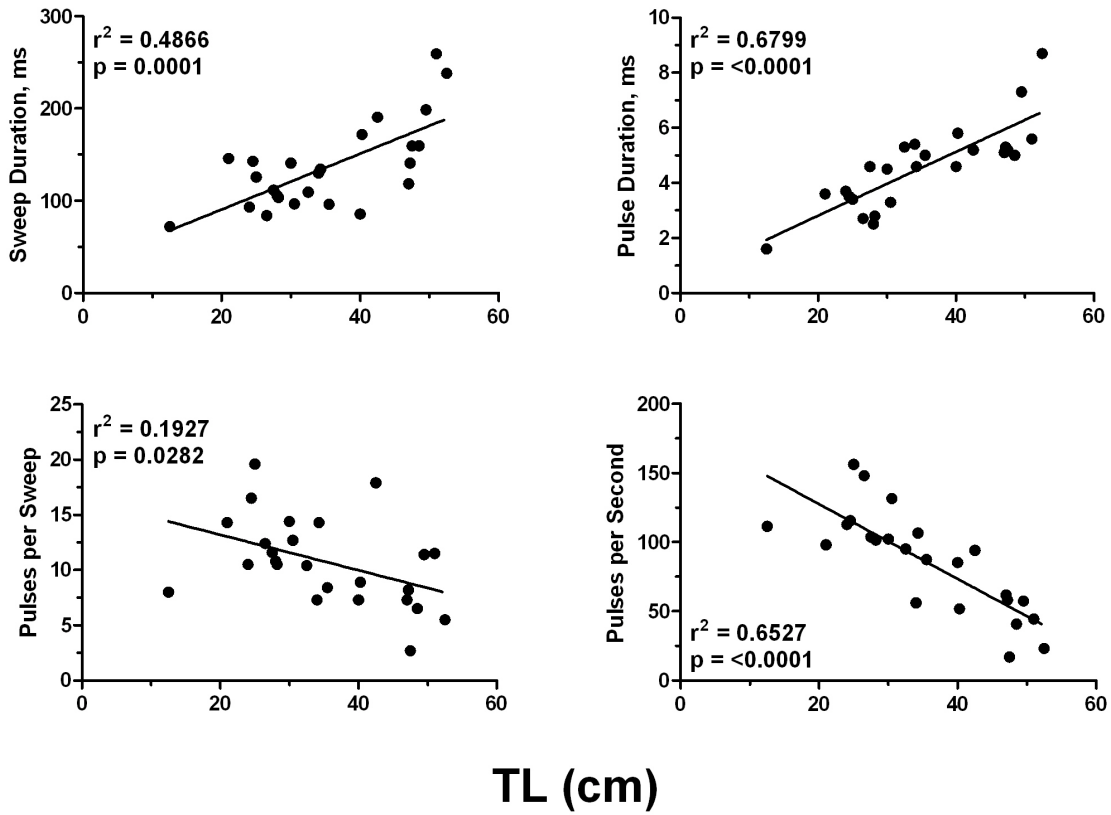 r² = 0.4866
p = 0.0001
Sweep Duration, ms
300
200
100
0
0 20 40 60
r² = 0.6799
p = <0.0001
Pulse Duration, ms
10
8
6
4
2
0
0 20 40 60
r² = 0.1927
p = 0.0282
Pulses per Sweep
25
20
15
10
5
0
0 20 40 60
r² = 0.6527
p = <0.0001
Pulses per Second
200
150
100
50
0
0 20 40 60
TL (cm)